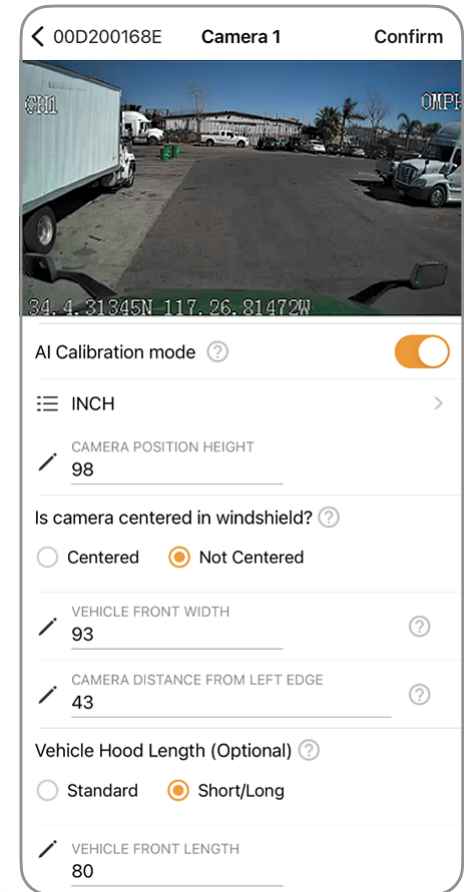 00D200168E Camera 1 Confirm
CH1 0MPH
34. 4.31345N 117.26.81472W
AI Calibration mode ?
INCH
CAMERA POSITION HEIGHT
98
Is camera centered in windshield? ?
Centered Not Centered
VEHICLE FRONT WIDTH
93 ?
CAMERA DISTANCE FROM LEFT EDGE
43 ?
Vehicle Hood Length (Optional) ?
Standard Short/Long
VEHICLE FRONT LENGTH
80